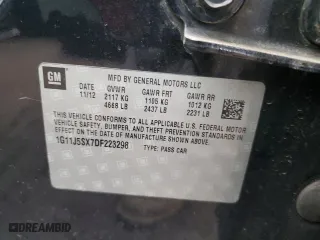 GM
MFD BY GENERAL MOTORS LLC
DATE GVWR GAWR FRT GAWR RR
11/12 2117 KG 1105 KG 1012 KG
4668 LB 2437 LB 2231 LB
THIS VEHICLE CONFORMS TO ALL APPLICABLE U.S. FEDERAL MOTOR
VEHICLE SAFETY, BUMPER, AND THEFT PREVENTION STANDARDS IN
EFFECT ON THE DATE OF MANUFACTURE SHOWN ABOVE.
1G11J5SX7DF223298 TYPE: PASS CAR